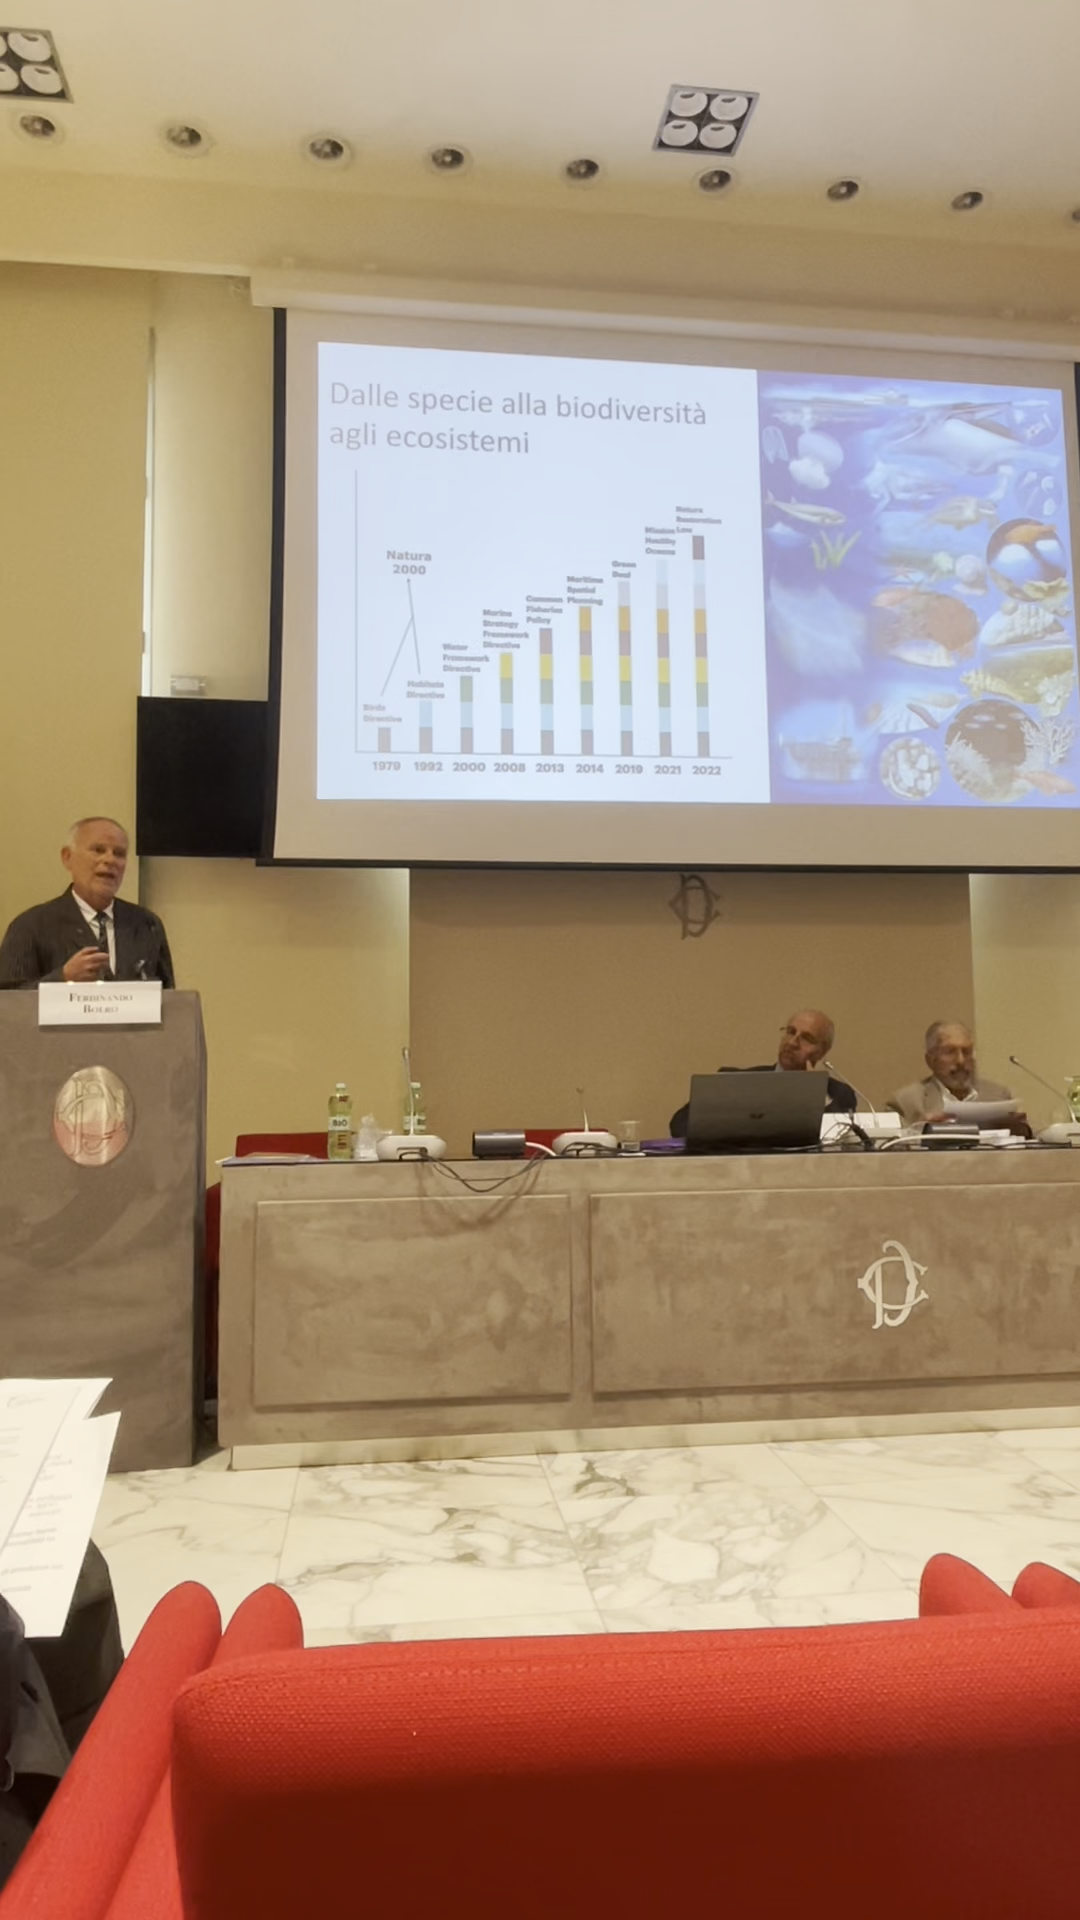 Dalle specie alla biodiversità
agli ecosistemi
Natura
2000
Birds
Directive
Habitats
Directive
Water
Framework
Directive
Marine
Strategy
Framework
Directive
Common
Fisheries
Policy
Maritime
Spatial
Planning
Green
Deal
Mission
Healthy
Oceans
Nature
Restoration
Law
1979 1992 2000 2008 2013 2014 2019 2021 2022
FERDINANDO